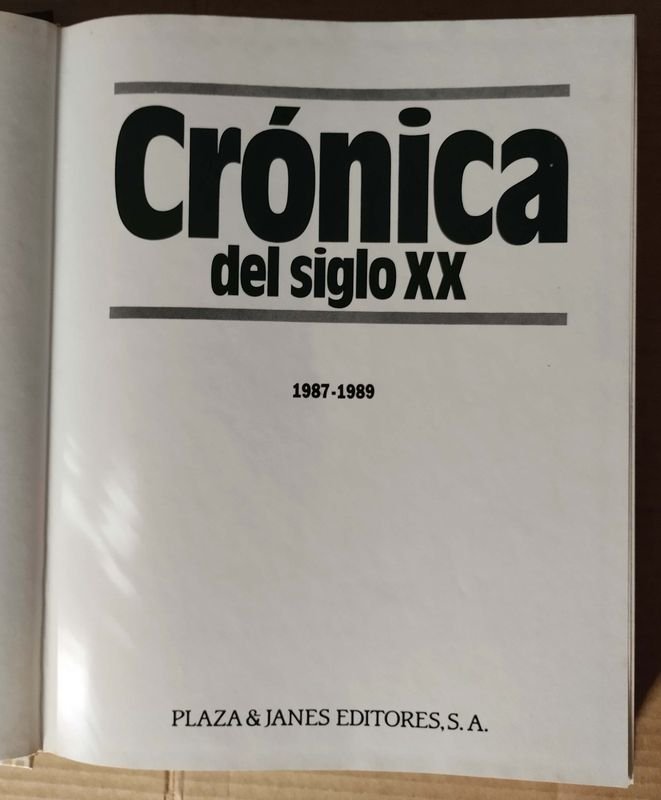 Crónica
del siglo XX
1987-1989
PLAZA & JANES EDITORES, S. A.